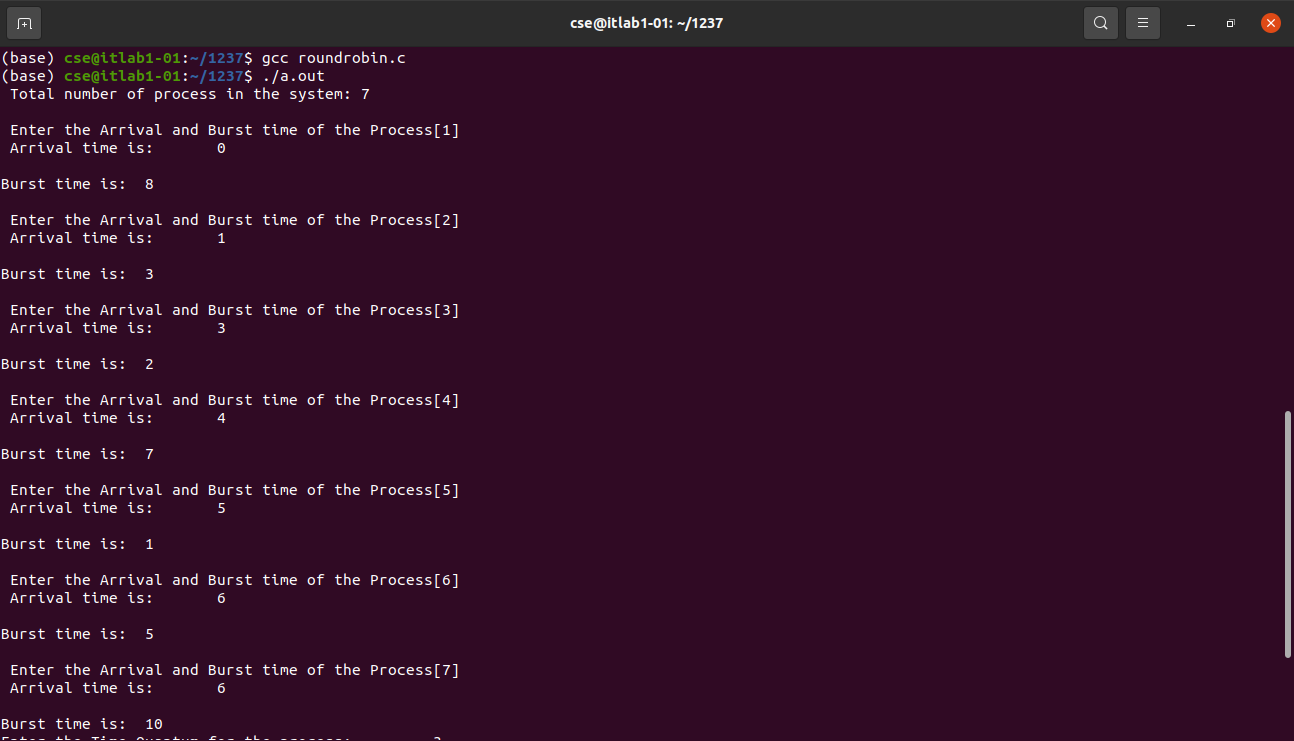 cse@itlab1-01: ~/1237
(base) cse@itlab1-01:~/1237$ gcc roundrobin.c
(base) cse@itlab1-01:~/1237$ ./a.out
Total number of process in the system: 7
Enter the Arrival and Burst time of the Process[1]
Arrival time is: 0
Burst time is: 8
Enter the Arrival and Burst time of the Process[2]
Arrival time is: 1
Burst time is: 3
Enter the Arrival and Burst time of the Process[3]
Arrival time is: 3
Burst time is: 2
Enter the Arrival and Burst time of the Process[4]
Arrival time is: 4
Burst time is: 7
Enter the Arrival and Burst time of the Process[5]
Arrival time is: 5
Burst time is: 1
Enter the Arrival and Burst time of the Process[6]
Arrival time is: 6
Burst time is: 5
Enter the Arrival and Burst time of the Process[7]
Arrival time is: 6
Burst time is: 10
Enter the Time Quantum for the process: